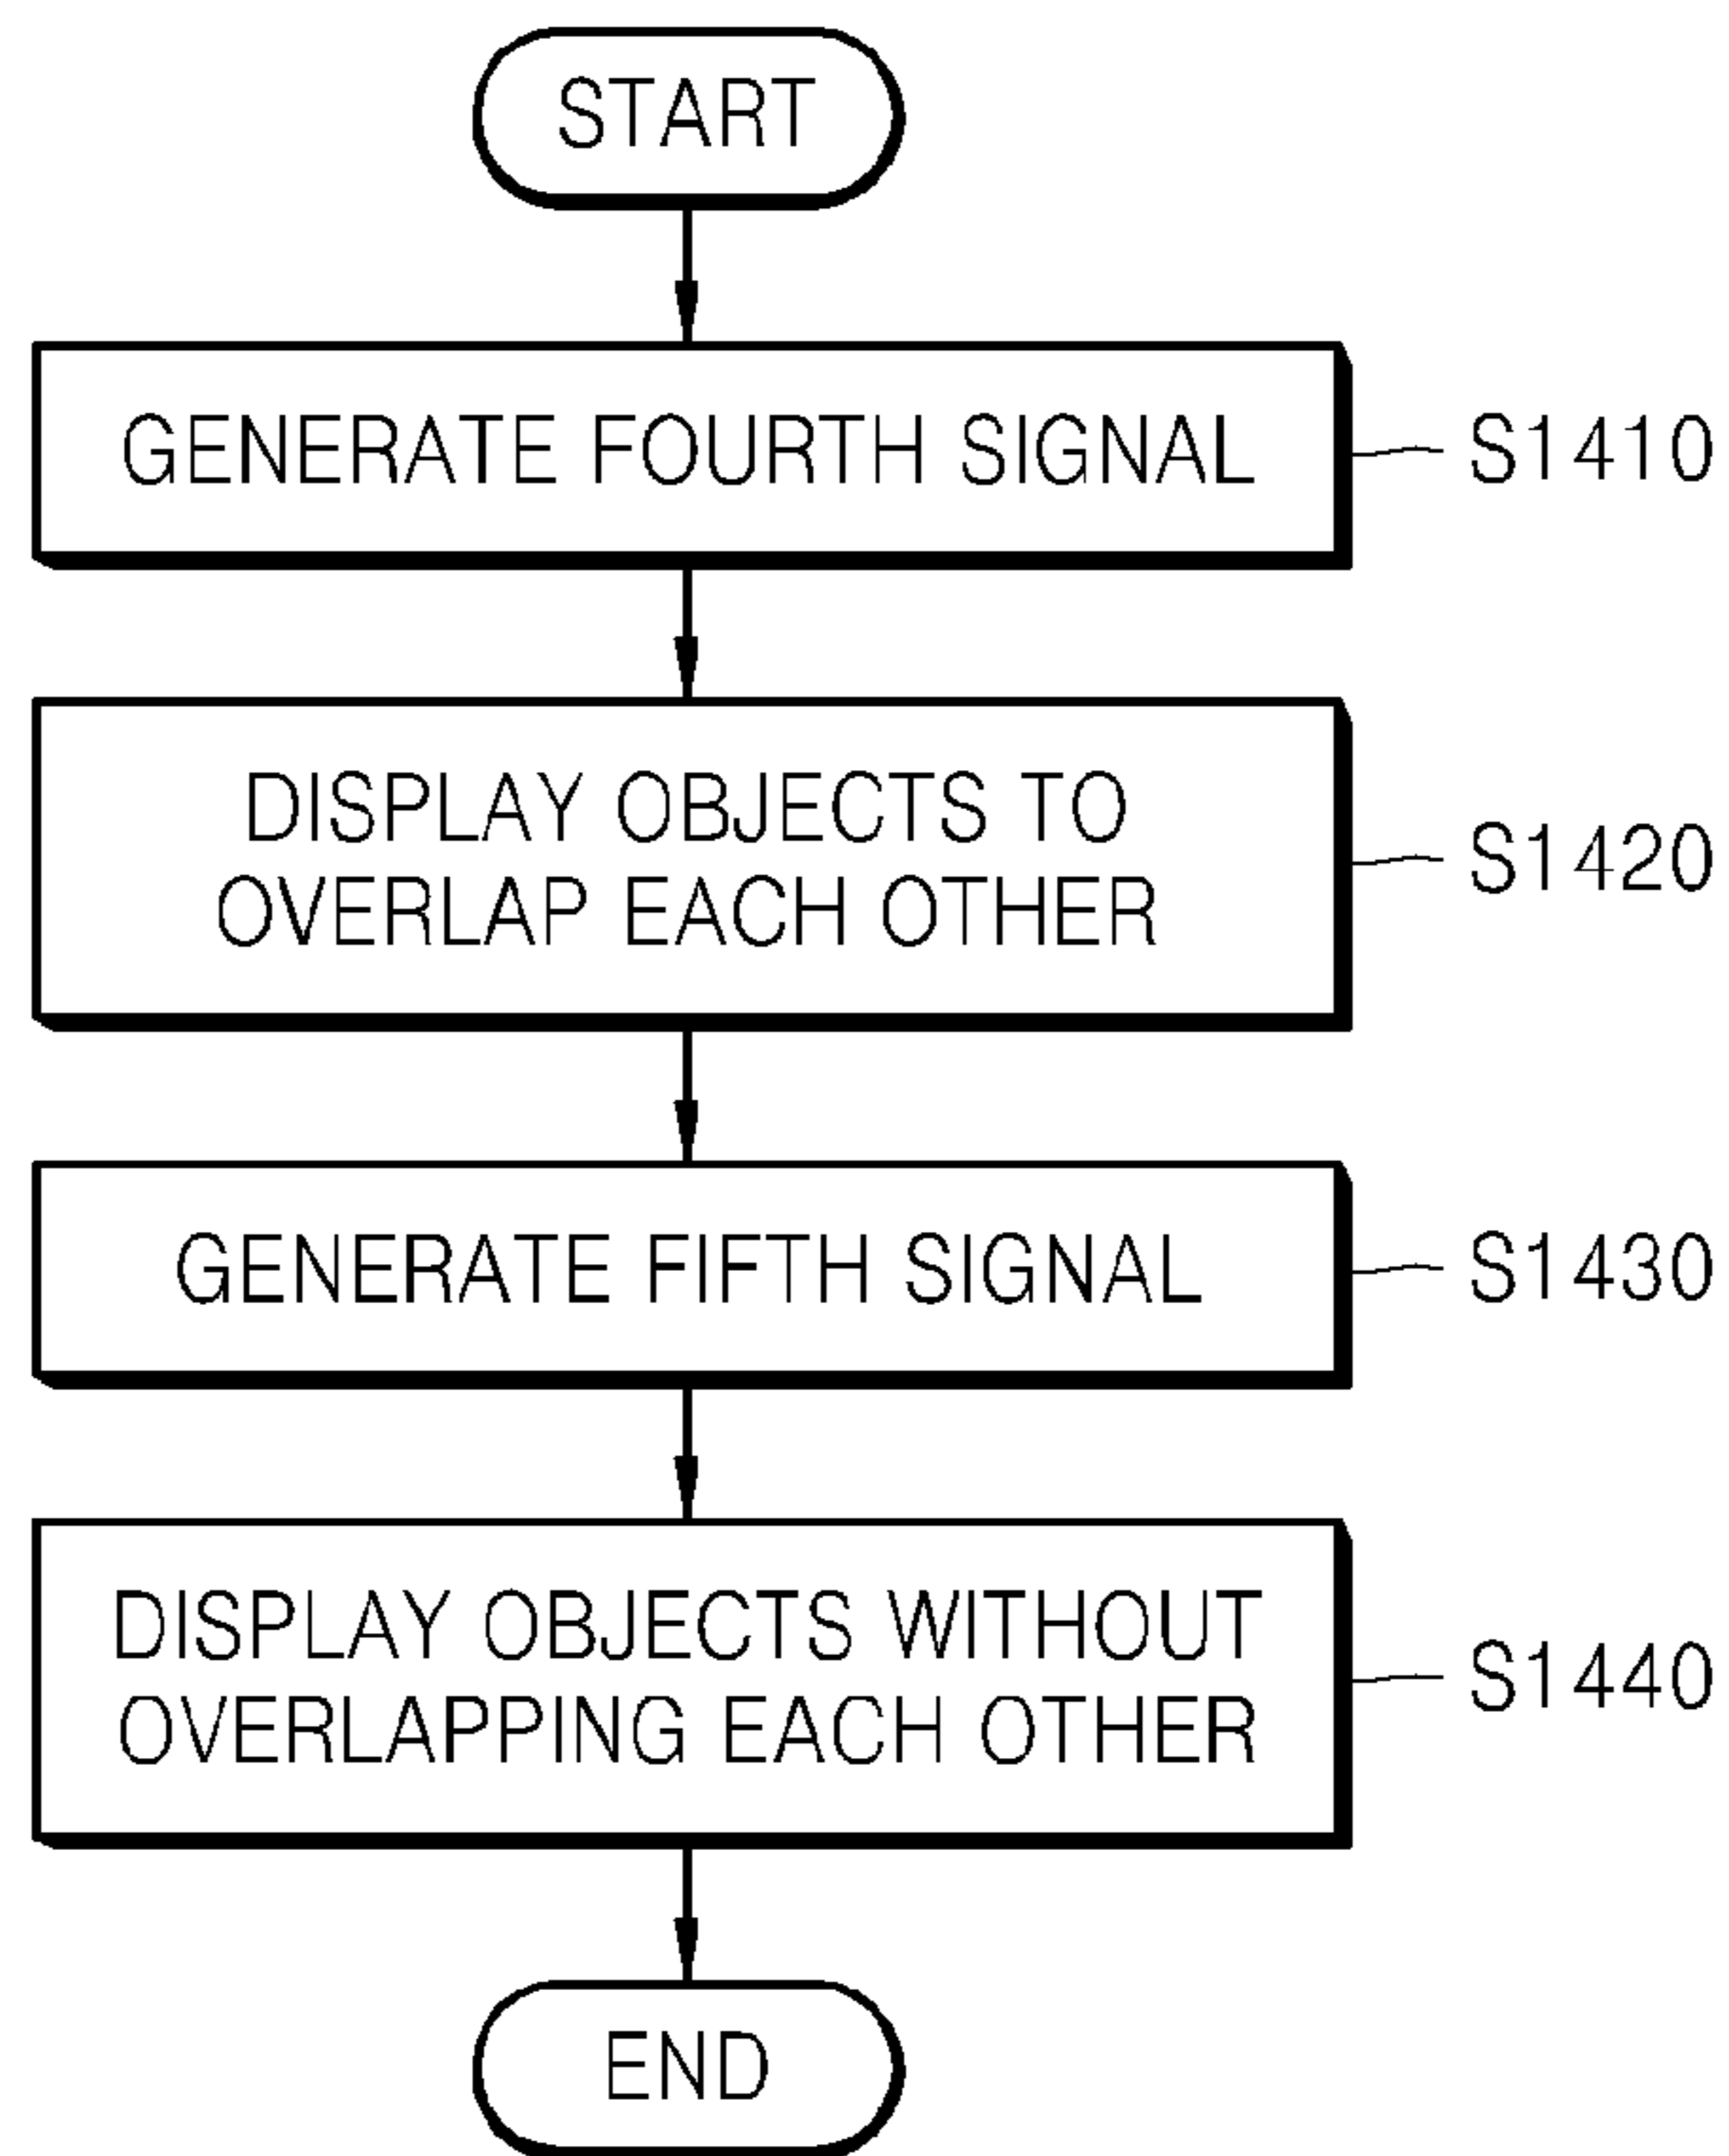 START
GENERATE FOURTH SIGNAL
S1410
DISPLAY OBJECTS TO
OVERLAP EACH OTHER
S1420
GENERATE FIFTH SIGNAL
S1430
DISPLAY OBJECTS WITHOUT
OVERLAPPING EACH OTHER
S1440
END